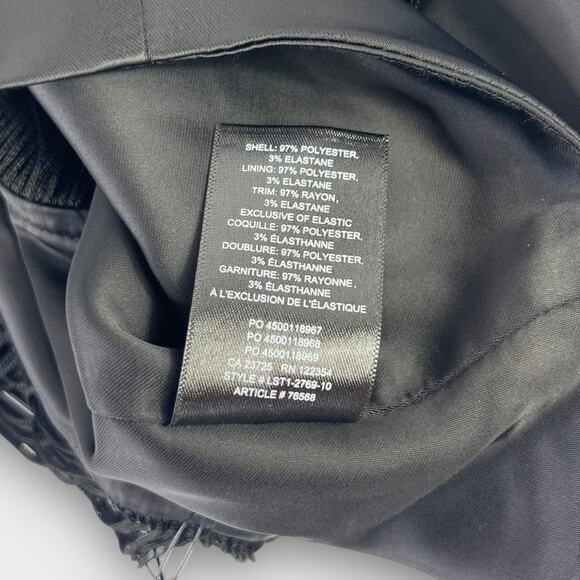 SHELL: 97% POLYESTER,
3% ELASTANE
LINING: 97% POLYESTER,
3% ELASTANE
TRIM: 97% RAYON,
3% ELASTANE
EXCLUSIVE OF ELASTIC
COQUILLE: 97% POLYESTER,
3% ÉLASTHANNE
DOUBLURE: 97% POLYESTER,
3% ÉLASTHANNE
GARNITURE: 97% RAYONNE,
3% ÉLASTHANNE
À L'EXCLUSION DE L'ÉLASTIQUE
PO 4500118967
PO 4500118968
PO 4500118969
CA 23725 RN 122354
STYLE # LST1-2769-10
ARTICLE # 76568